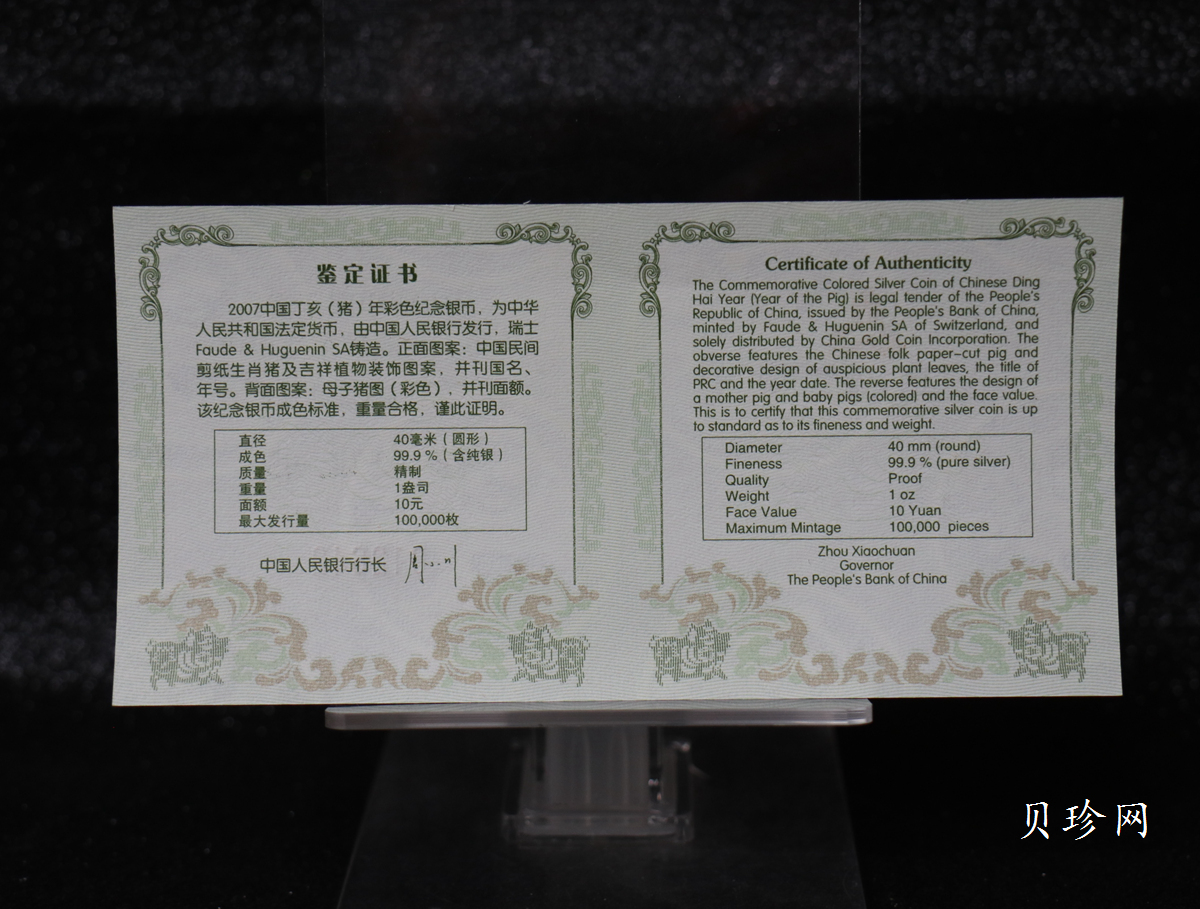 鉴定证书
2007中国丁亥（猪）年彩色纪念银币，为中华
人民共和国法定货币，由中国人民银行发行，瑞士
Faude & Huguenin SA铸造。正面图案：中国民间
剪纸生肖猪及吉祥植物装饰图案，并刊国名、
年号。背面图案：母子猪图（彩色），并刊面额。
该纪念银币成色标准，重量合格，谨此证明。
直径 40毫米（圆形）
成色 99.9 %（含纯银）
质量 精制
重量 1盎司
面额 10元
最大发行量 100,000枚
中国人民银行行长
Certificate of Authenticity
The Commemorative Colored Silver Coin of Chinese Ding
Hai Year (Year of the Pig) is legal tender of the People's
Republic of China, issued by the People's Bank of China,
minted by Faude & Huguenin SA of Switzerland, and
solely distributed by China Gold Coin Incorporation. The
obverse features the Chinese folk paper-cut pig and
decorative design of auspicious plant leaves, the title of
PRC and the year date. The reverse features the design of
a mother pig and baby pigs (colored) and the face value.
This is to certify that this commemorative silver coin is up
to standard as to its fineness and weight.
Diameter 40 mm (round)
Fineness 99.9 % (pure silver)
Quality Proof
Weight 1 oz
Face Value 10 Yuan
Maximum Mintage 100,000 pieces
Zhou Xiaochuan
Governor
The People's Bank of China
贝珍网